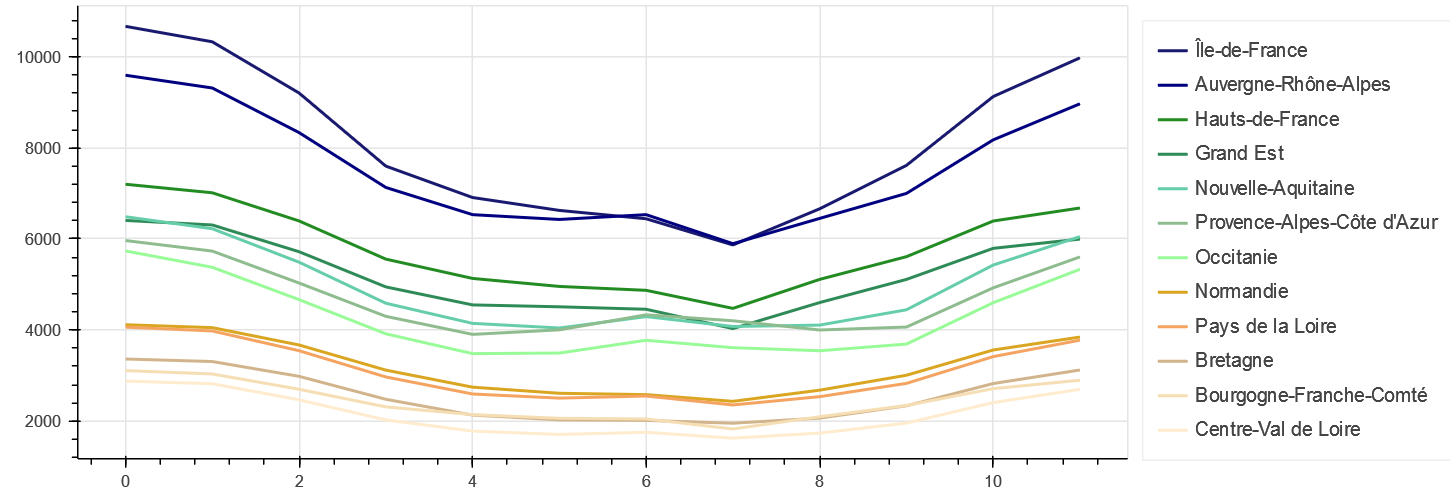 10000
8000
6000
4000
2000
0 2 4 6 8 10
Île-de-France
Auvergne-Rhône-Alpes
Hauts-de-France
Grand Est
Nouvelle-Aquitaine
Provence-Alpes-Côte d'Azur
Occitanie
Normandie
Pays de la Loire
Bretagne
Bourgogne-Franche-Comté
Centre-Val de Loire